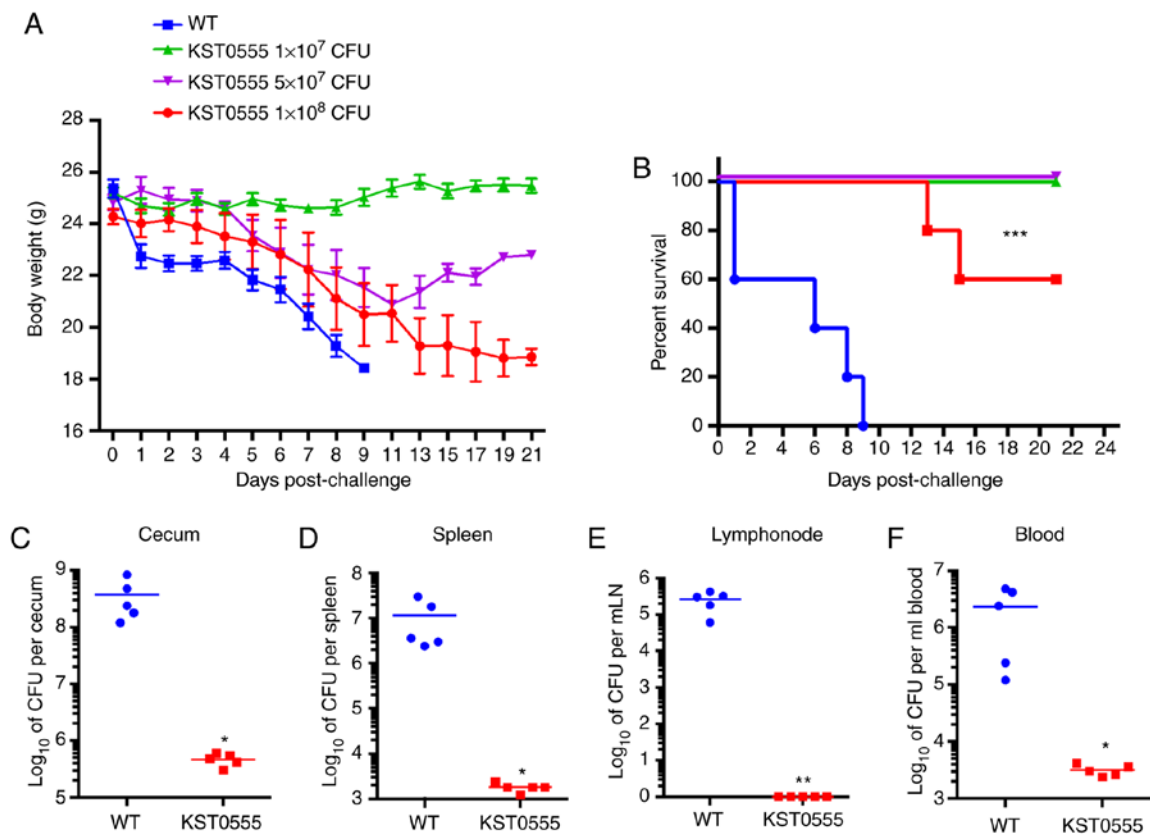 A
WT
KST0555 1×10⁷ CFU
KST0555 5×10⁷ CFU
KST0555 1×10⁸ CFU
Body weight (g)
28
26
24
22
20
18
16
0 1 2 3 4 5 6 7 8 9 11 13 15 17 19 21
Days post-challenge
B
Percent survival
100
80
60
40
20
0
***
0 2 4 6 8 10 12 14 16 18 20 22 24
Days post-challenge
C
Cecum
Log₁₀ of CFU per cecum
9
8
6
5
*
WT KST0555
D
Spleen
Log₁₀ of CFU per spleen
8
7
6
4
3
*
WT KST0555
E
Lymphonode
Log₁₀ of CFU per mLN
6
5
4
3
2
1
0
**
WT KST0555
F
Blood
Log₁₀ of CFU per ml blood
7
6
5
4
3
*
WT KST0555